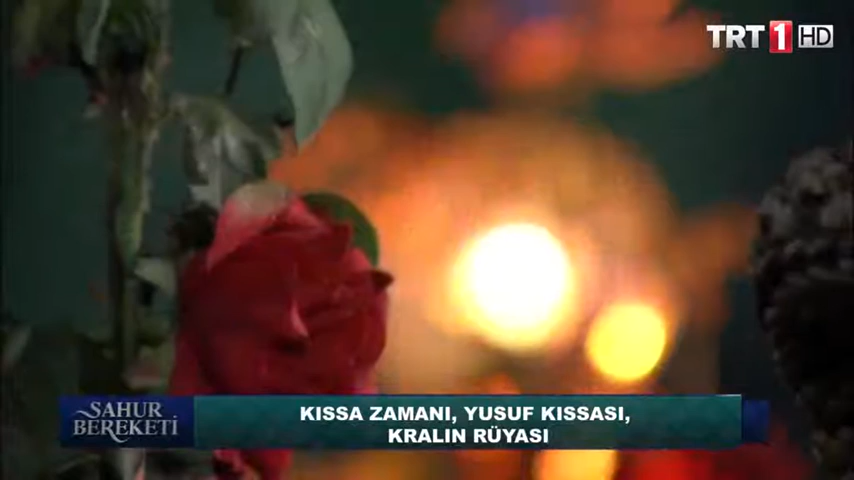 TRT 1 HD
SAHUR
BEREKETİ
KISSA ZAMANI, YUSUF KISSASI,
KRALIN RÜYASI